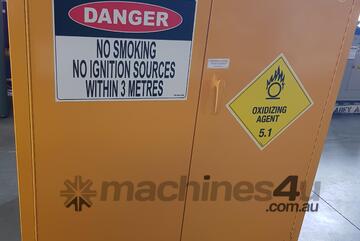 DANGER
NO SMOKING
NO IGNITION SOURCES
WITHIN 3 METRES
OXIDIZING
AGENT
5.1
machines4u
.com.au